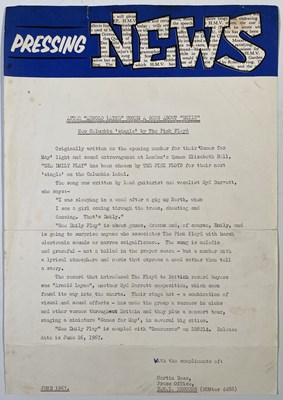 PRESSING NEWS
AFTER "ARNOLD LAYNE" COMES A SONG ABOUT "EMILY"
New Columbia 'single' by The Pink Floyd
Originally written as the opening number for their 'Games for
May' light and sound extravaganza at London's Queen Elizabeth Hall,
"SEE EMILY PLAY" has been chosen by THE PINK FLOYD for their next
'single' on the Columbia label.
The song was written by lead guitarist and vocalist Syd Barrett,
who says:-
"I was sleeping in a wood after a gig up North, when
I saw a girl coming through the trees, shouting and
dancing. That's Emily."
"See Emily Play" is about games, and of course, Emily, and
is going to surprise anyone who associates The Pink Floyd with harsh
electronic sounds or series signifiers. The song is melodic
and graceful - not a ballad in the proper sense - but a number with
a lyrical atmosphere and words that express a mood rather than tell
a story.
The record that introduced The Floyd to British record buyers
was "Arnold Layne", another Syd Barrett composition, which soon
found its way into the charts. Their stage act - a combination of
visual and sound effects - has made the group a success in clubs
and other venues throughout Britain and they plan a concert tour,
staging a miniature 'Games for May', in several big cities.
"See Emily Play" is coupled with "Scarecrow" on Release
date is June 16, 1967.
With the compliments of:
Press Office,
E.M.I. RECORDS
JUNE 1967.